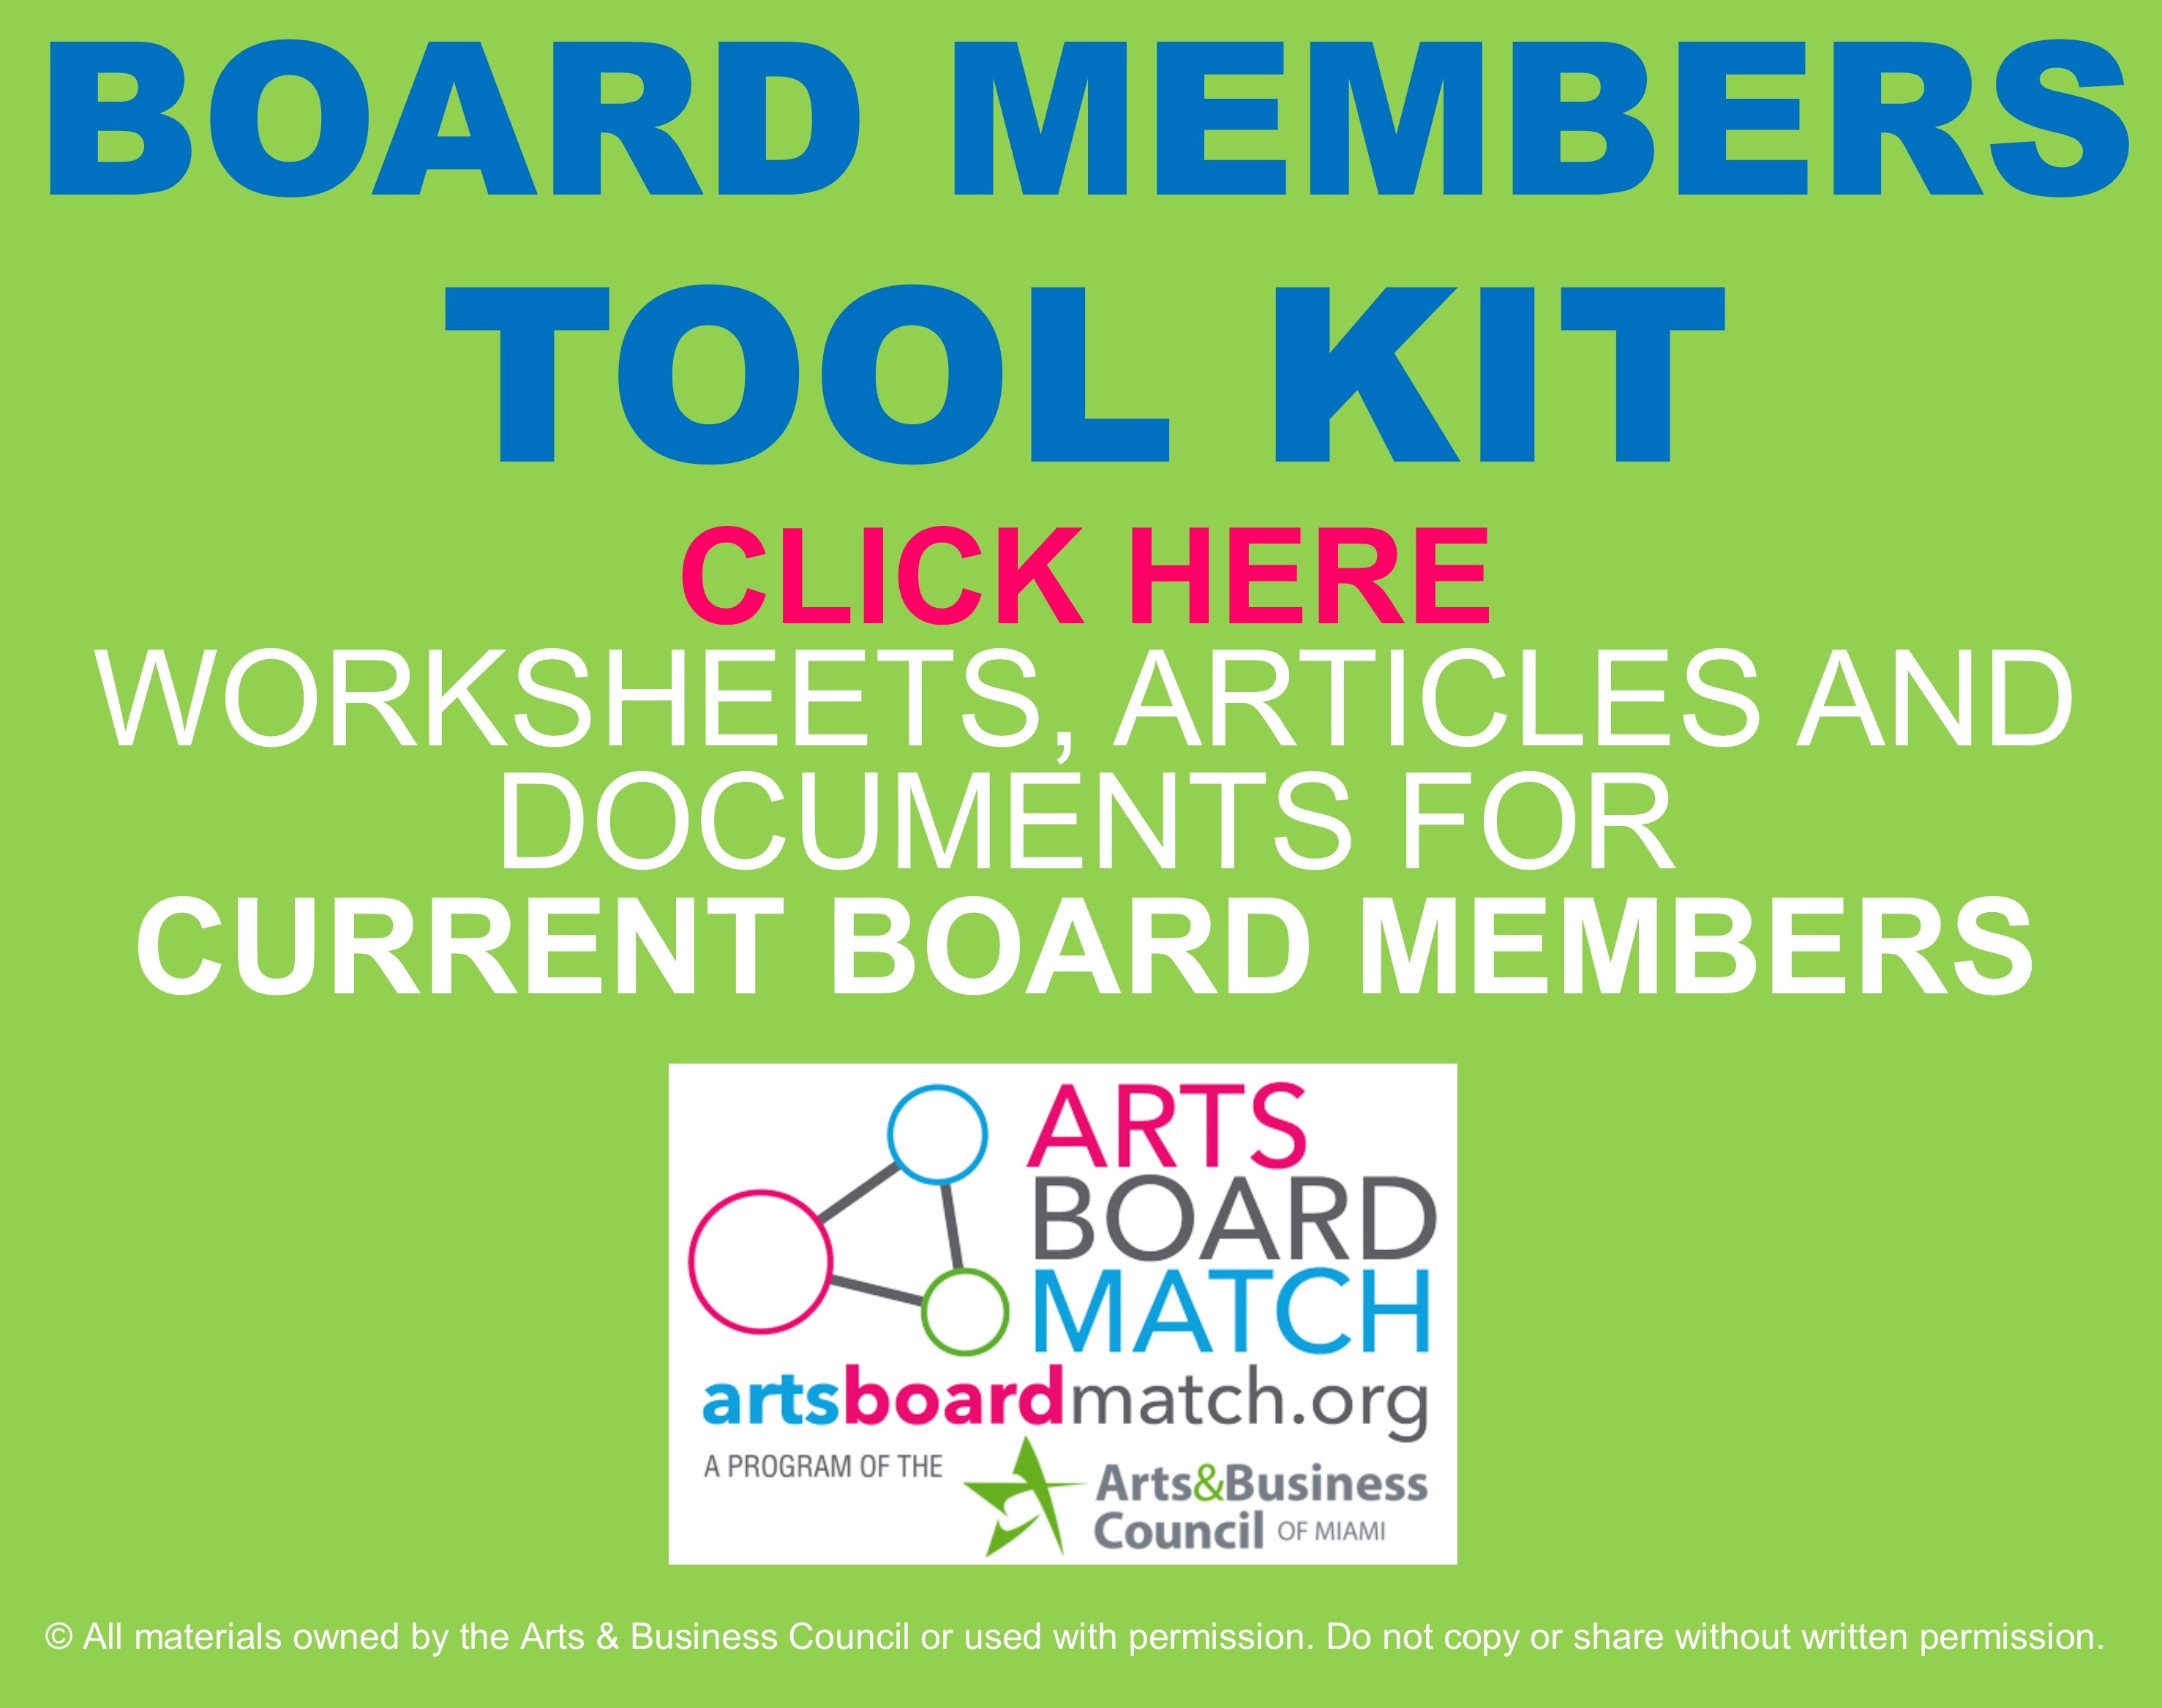 BOARD MEMBERS
TOOL KIT
CLICK HERE
WORKSHEETS, ARTICLES AND
DOCUMENTS FOR
CURRENT BOARD MEMBERS
ARTS
BOARD
MATCH
artsboardmatch.org
A PROGRAM OF THE
Arts&Business
Council OF MIAMI
© All materials owned by the Arts & Business Council or used with permission. Do not copy or share without written permission.